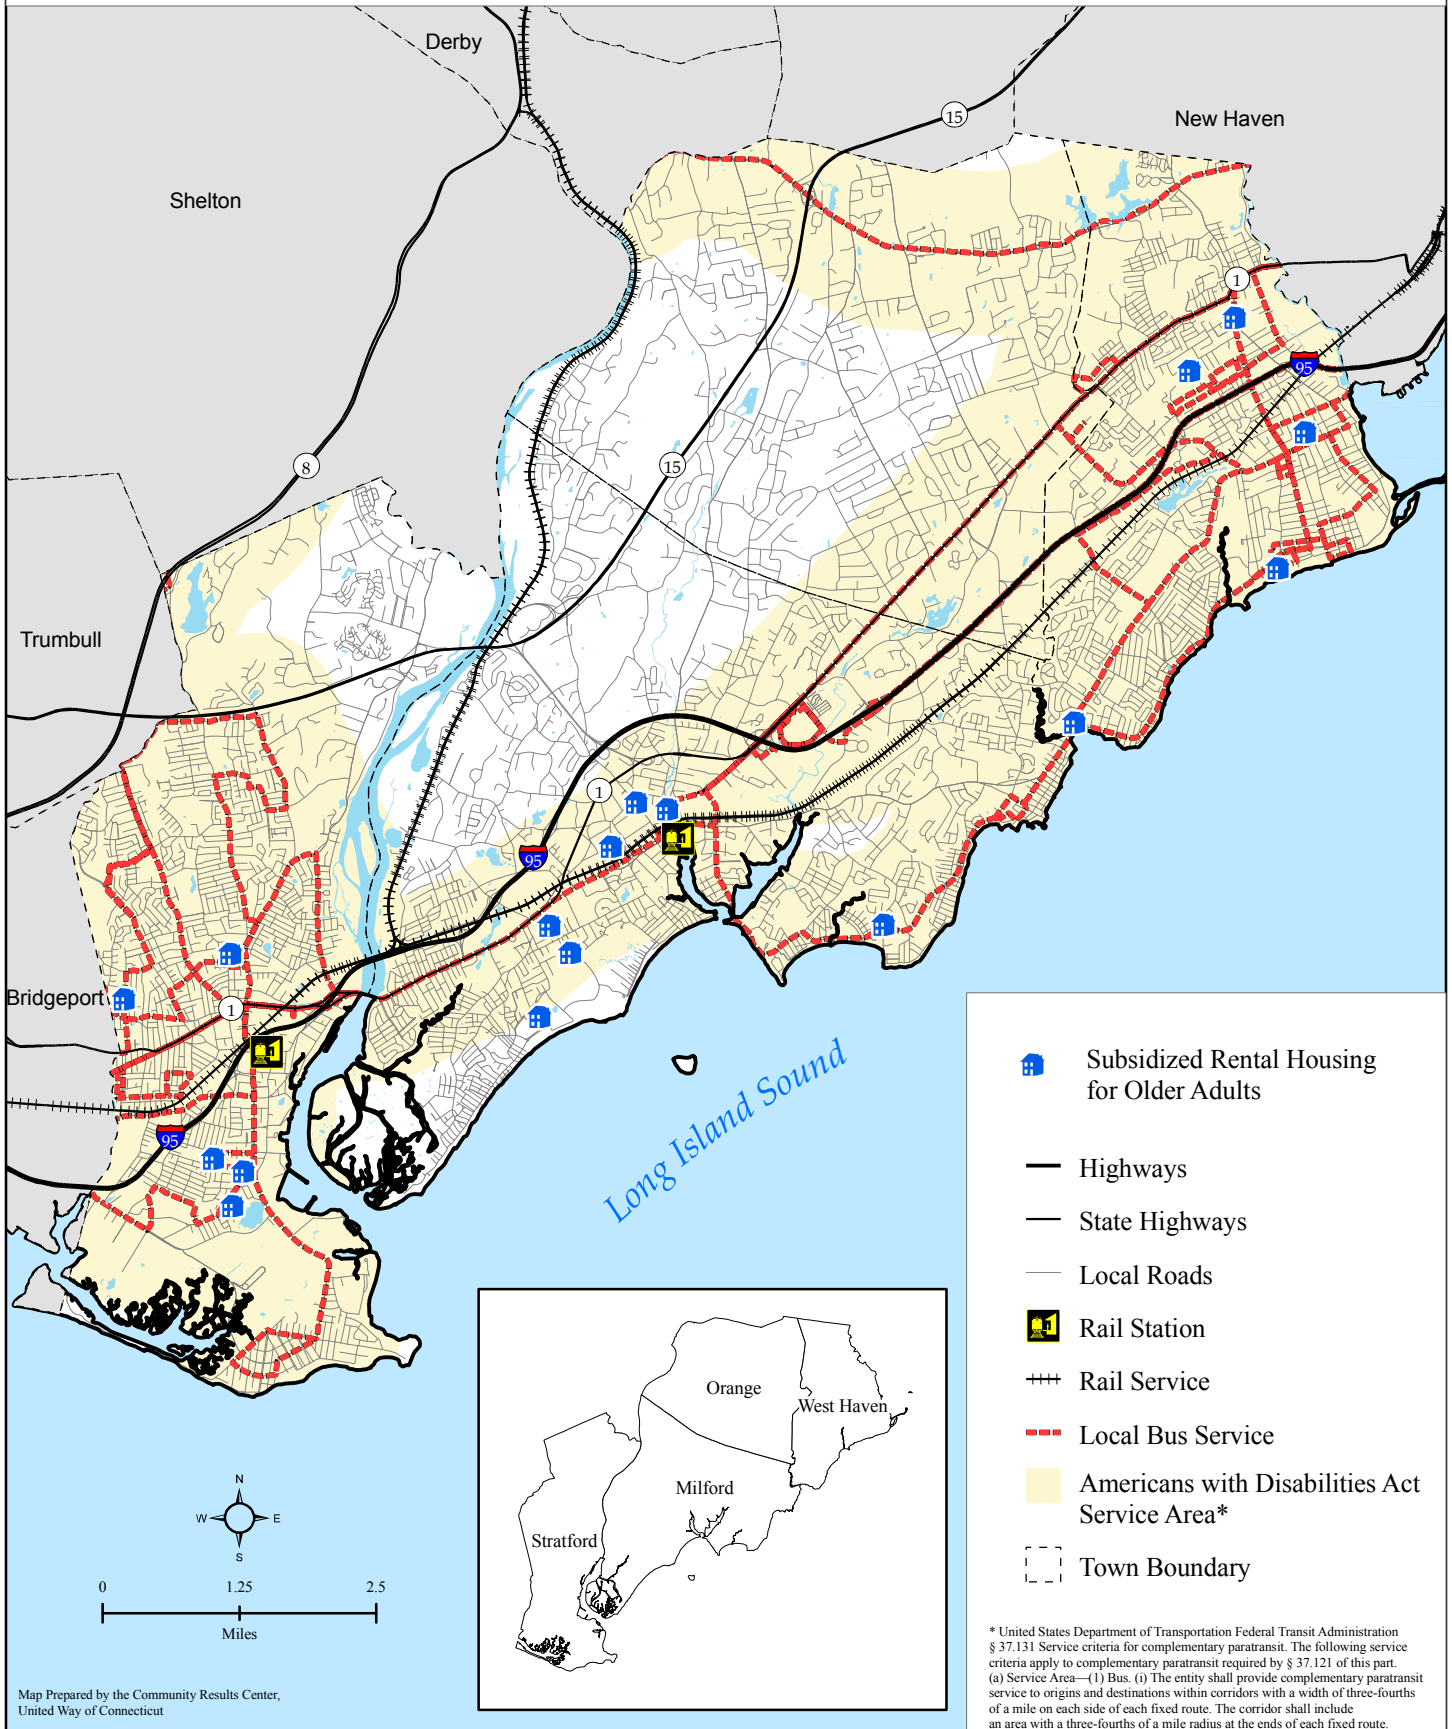 Derby
15
New Haven
Shelton
1
95
8
15
Trumbull
1
95
Bridgeport
1
95
Long Island Sound
Subsidized Rental Housing
for Older Adults
Highways
State Highways
Local Roads
Rail Station
Rail Service
Local Bus Service
Americans with Disabilities Act
Service Area*
Town Boundary
Orange
West Haven
Milford
Stratford
N
W
E
S
0
1.25
2.5
Miles
* United States Department of Transportation Federal Transit Administration
§ 37.131 Service criteria for complementary paratransit. The following service
criteria apply to complementary paratransit required by § 37.121 of this part.
(a) Service Area—(1) Bus. (i) The entity shall provide complementary paratransit
service to origins and destinations within corridors with a width of three-fourths
of a mile on each side of each fixed route. The corridor shall include
an area with a three-fourths of a mile radius at the ends of each fixed route.
Map Prepared by the Community Results Center,
United Way of Connecticut